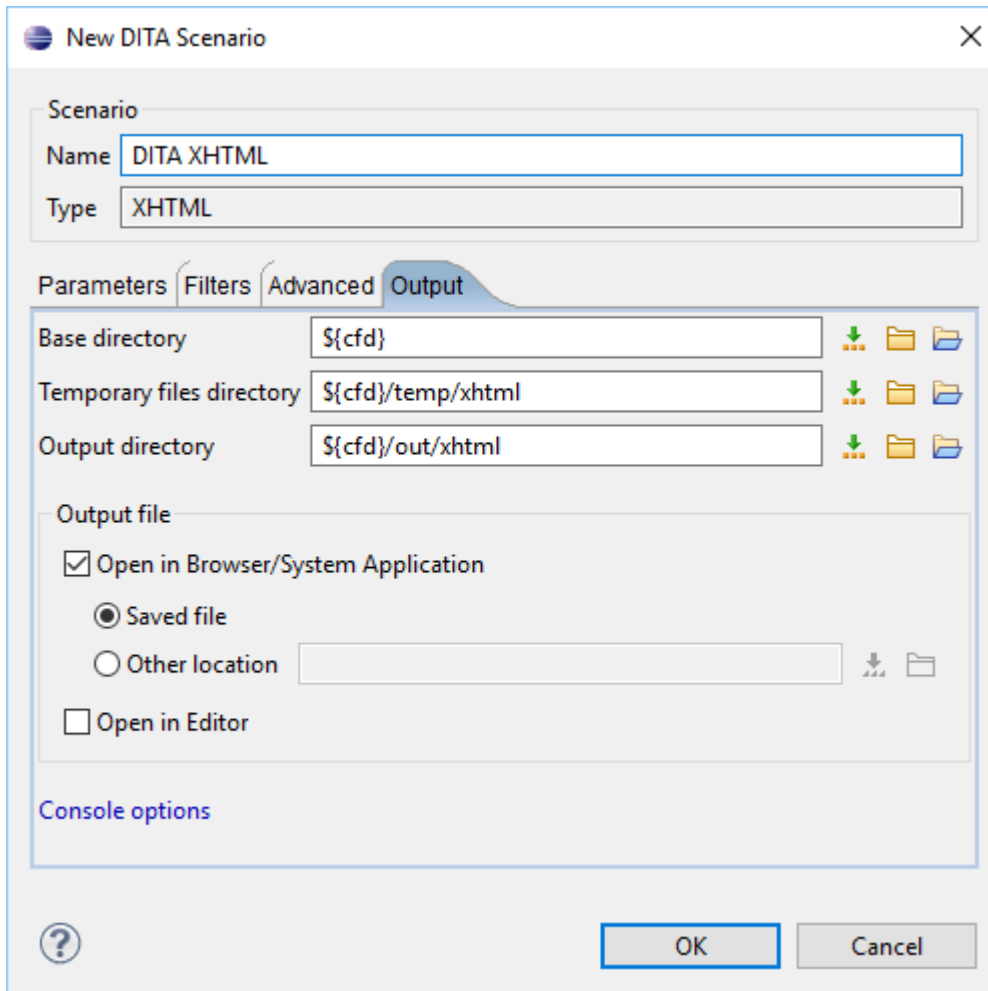 New DITA Scenario
Scenario
Name DITA XHTML
Type XHTML
Parameters Filters Advanced Output
Base directory ${cfd}
Temporary files directory ${cfd}/temp/xhtml
Output directory ${cfd}/out/xhtml
Output file
Open in Browser/System Application
Saved file
Other location
Open in Editor
Console options
? OK Cancel